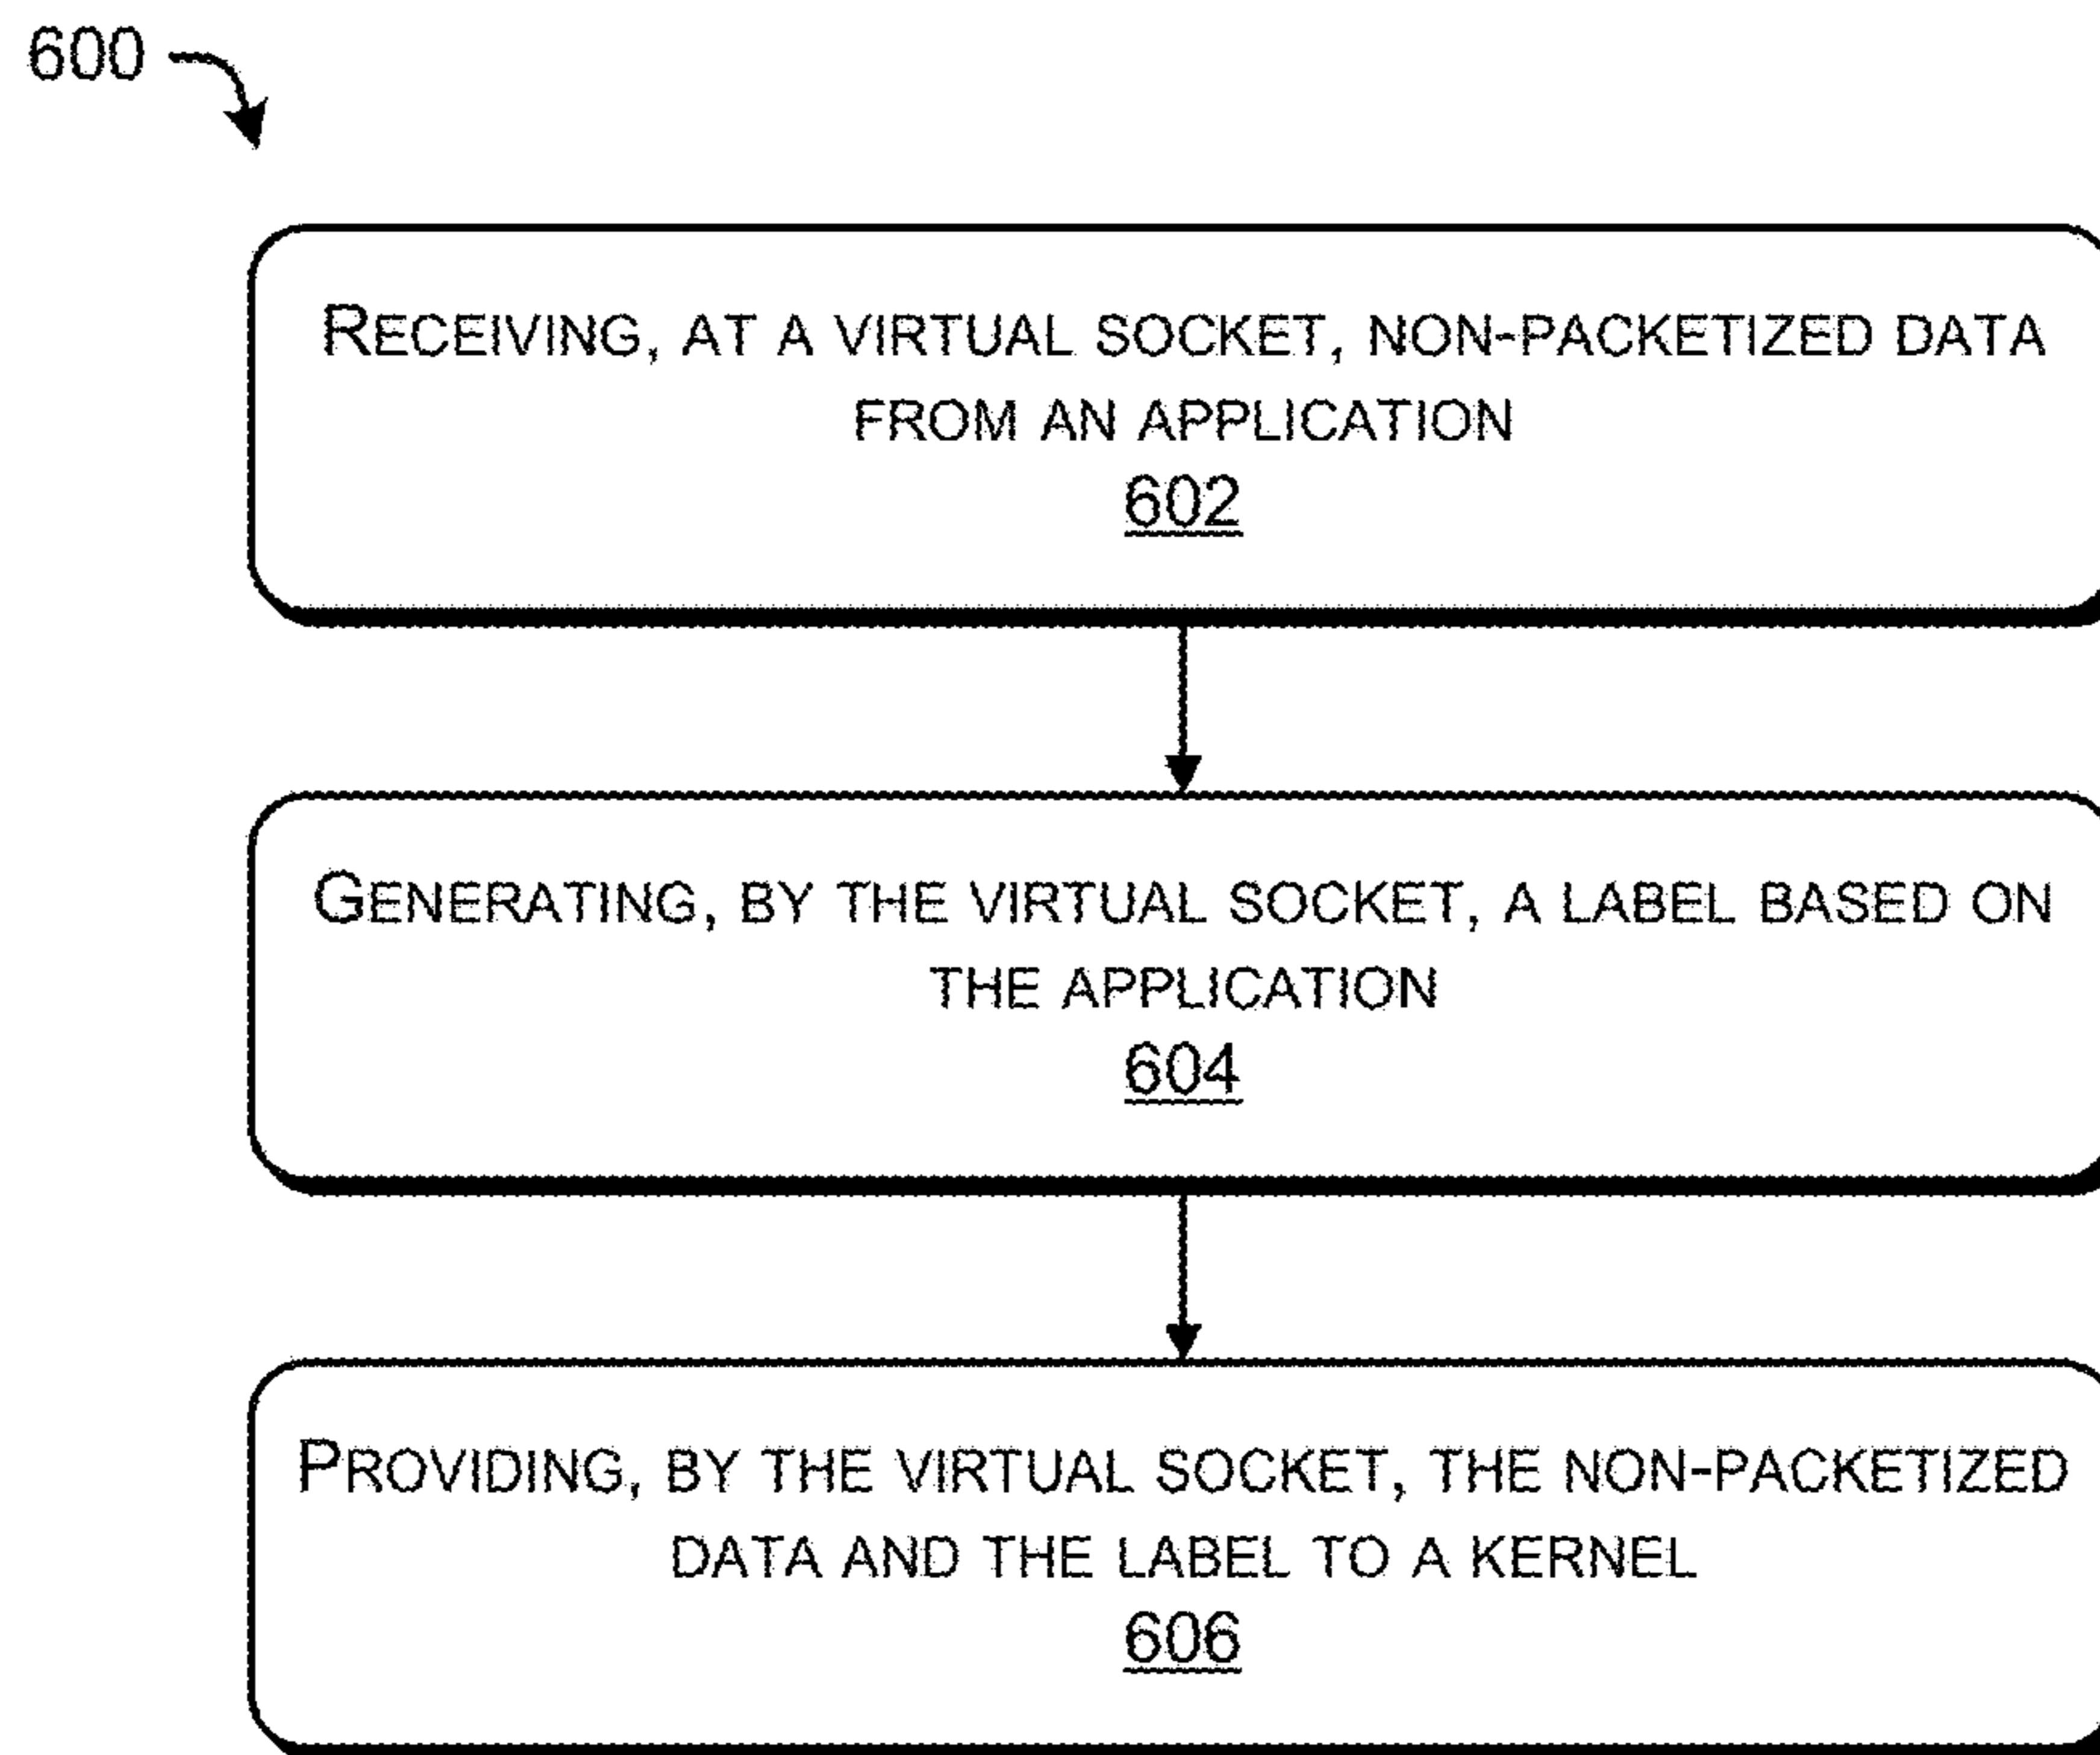 600
RECEIVING, AT A VIRTUAL SOCKET, NON-PACKETIZED DATA
FROM AN APPLICATION
602
GENERATING, BY THE VIRTUAL SOCKET, A LABEL BASED ON
THE APPLICATION
604
PROVIDING, BY THE VIRTUAL SOCKET, THE NON-PACKETIZED
DATA AND THE LABEL TO A KERNEL
606